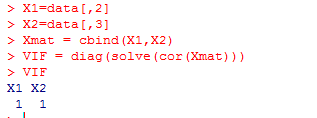 > X1=data[,2]
> X2=data[,3]
> Xmat = cbind(X1,X2)
> VIF = diag(solve(cor(Xmat)))
> VIF
X1 X2
 1  1
>